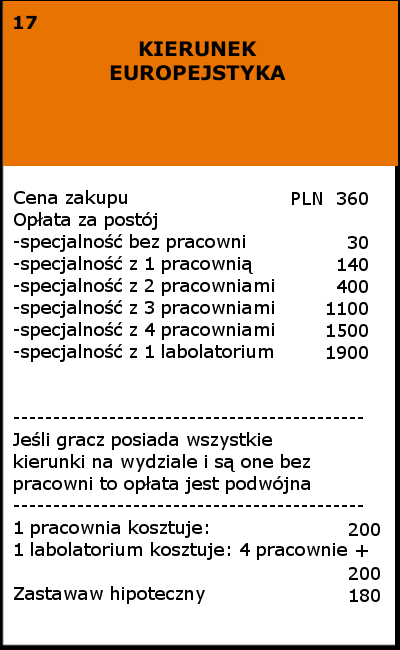 17
KIERUNEK
EUROPEJSTYKA
Cena zakupu PLN 360
Opłata za postój
-specjalność bez pracowni 30
-specjalność z 1 pracownią 140
-specjalność z 2 pracowniami 400
-specjalność z 3 pracowniami 1100
-specjalność z 4 pracowniami 1500
-specjalność z 1 labolatorium 1900
--------------------------------------------
Jeśli gracz posiada wszystkie
kierunki na wydziale i są one bez
pracowni to opłata jest podwójna
--------------------------------------------
1 pracownia kosztuje: 200
1 labolatorium kosztuje: 4 pracownie +
200
Zastawaw hipoteczny 180